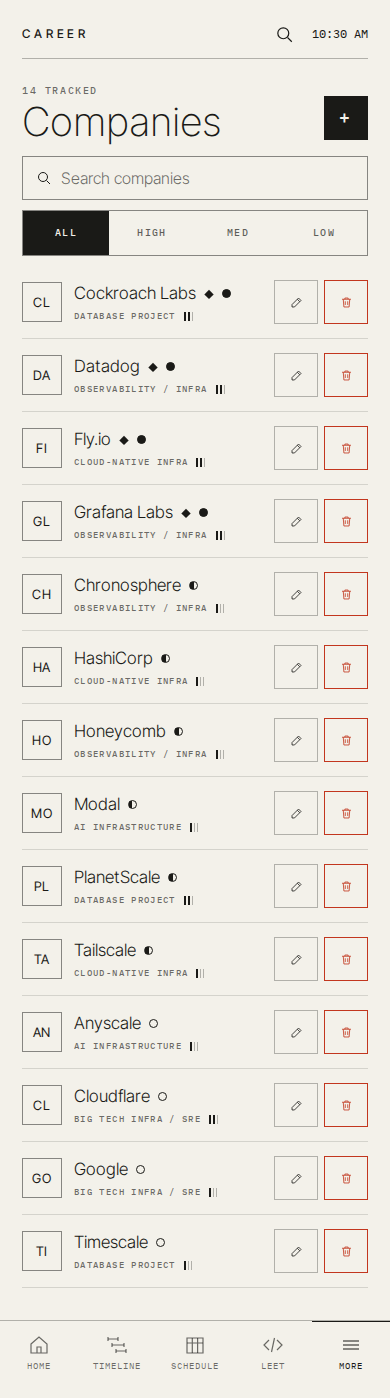 CAREER
10:30 AM
14 TRACKED
Companies
+
Search companies
ALL HIGH MED LOW
CL
Cockroach Labs
DATABASE PROJECT
DA
Datadog
OBSERVABILITY / INFRA
FI
Fly.io
CLOUD-NATIVE INFRA
GL
Grafana Labs
OBSERVABILITY / INFRA
CH
Chronosphere
OBSERVABILITY / INFRA
HA
HashiCorp
CLOUD-NATIVE INFRA
HO
Honeycomb
OBSERVABILITY / INFRA
MO
Modal
AI INFRASTRUCTURE
PL
PlanetScale
DATABASE PROJECT
TA
Tailscale
CLOUD-NATIVE INFRA
AN
Anyscale
AI INFRASTRUCTURE
CL
Cloudflare
BIG TECH INFRA / SRE
GO
Google
BIG TECH INFRA / SRE
TI
Timescale
DATABASE PROJECT
HOME TIMELINE SCHEDULE LEET MORE